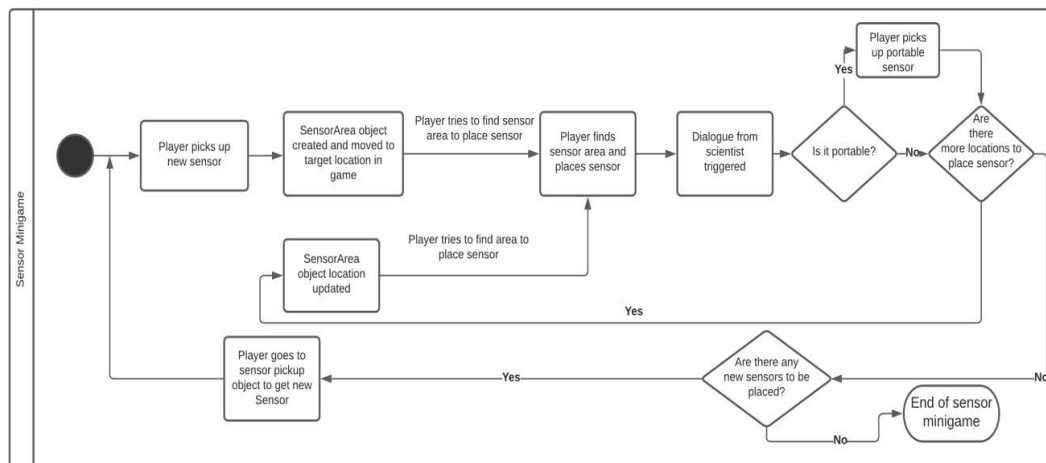 Sensor Minigame
Player picks up
new sensor
SensorArea object
created and moved to
target location in
game
Player tries to find sensor
area to place sensor
Player finds
sensor area and
places sensor
Dialogue from
scientist
triggered
Is it portable?
Yes
Player picks
up portable
sensor
No
Are
there
more locations to
place sensor?
Yes
SensorArea
object location
updated
Player tries to find area to
place sensor
No
Are there any
new sensors to be
placed?
Yes
Player goes to
sensor pickup
object to get new
Sensor
No
End of sensor
minigame